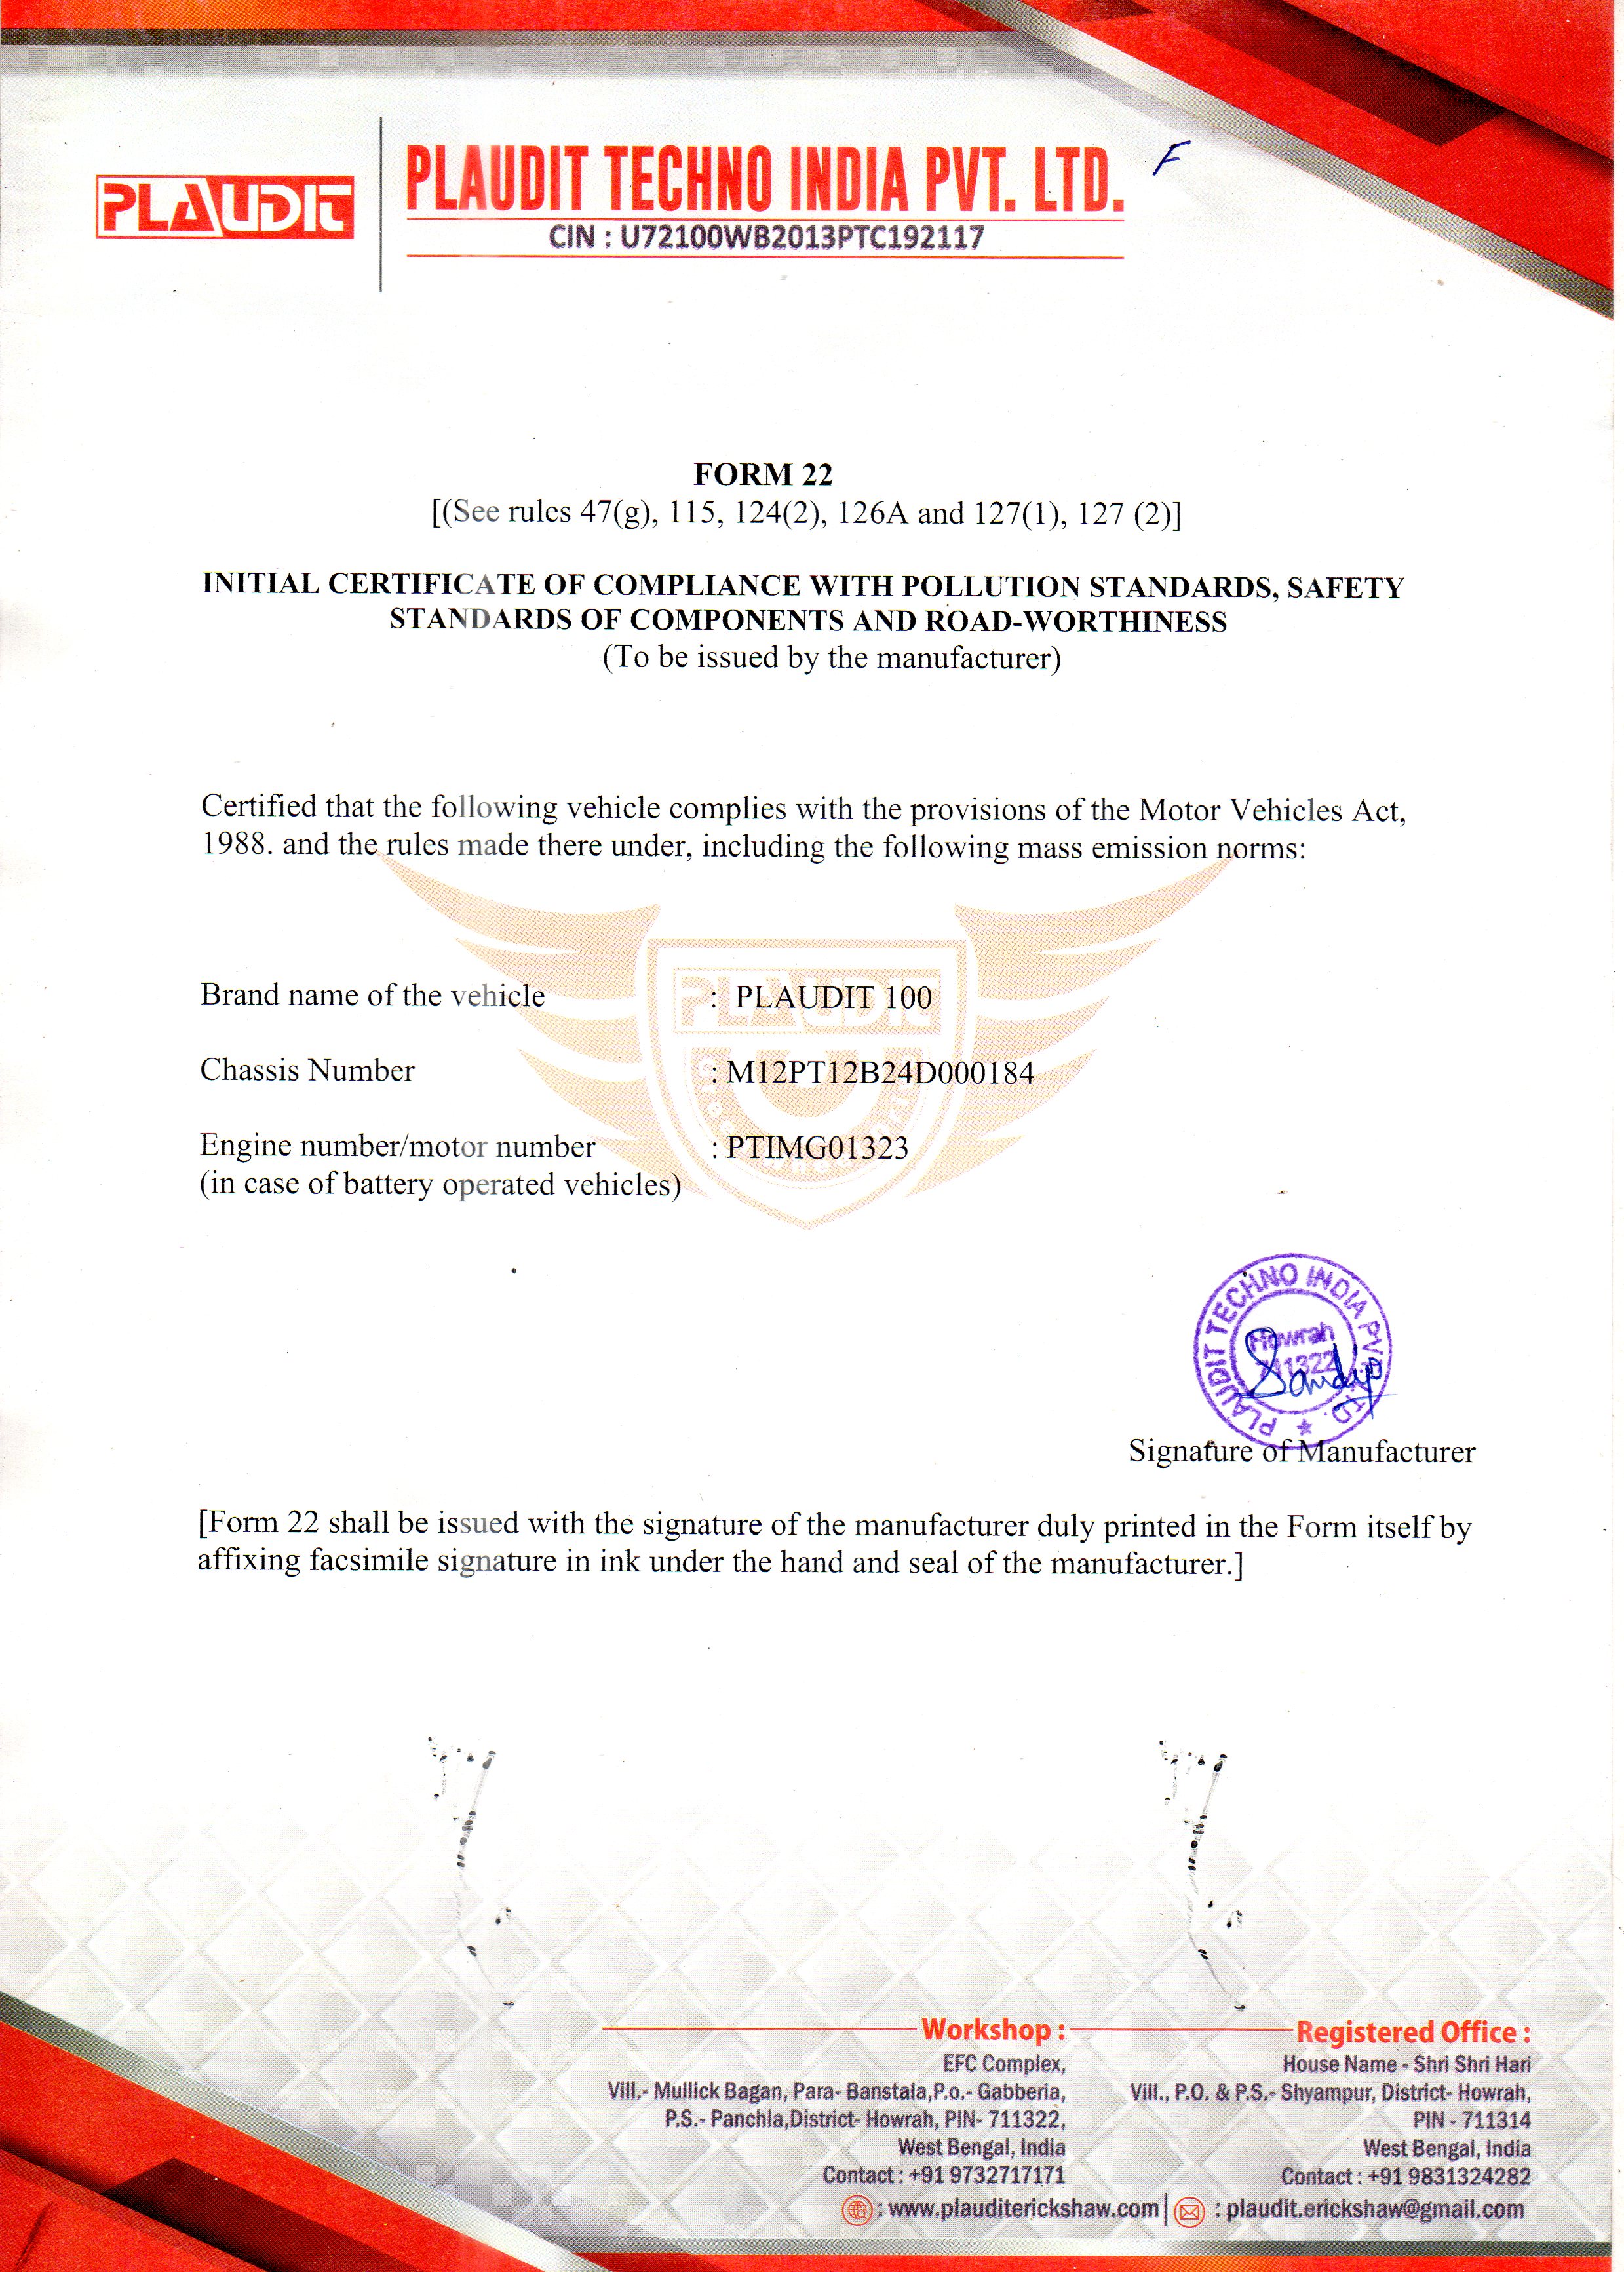 PLAUDIT
PLAUDIT TECHNO INDIA PVT. LTD.
F
CIN : U72100WB2013PTC192117
FORM 22
[(See rules 47(g), 115, 124(2), 126A and 127(1), 127 (2)]
INITIAL CERTIFICATE OF COMPLIANCE WITH POLLUTION STANDARDS, SAFETY
STANDARDS OF COMPONENTS AND ROAD-WORTHINESS
(To be issued by the manufacturer)
Certified that the following vehicle complies with the provisions of the Motor Vehicles Act,
1988. and the rules made there under, including the following mass emission norms:
PLAUDIT
Brand name of the vehicle : PLAUDIT 100
Chassis Number : M12PT12B24D000184
Engine number/motor number : PTIMG01323
(in case of battery operated vehicles)
PLAUDIT TECHNO INDIA PVT. LTD.
Howrah
711322
Sandip
Signature of Manufacturer
[Form 22 shall be issued with the signature of the manufacturer duly printed in the Form itself by
affixing facsimile signature in ink under the hand and seal of the manufacturer.]
Workshop :
EFC Complex,
Vill.- Mullick Bagan, Para- Banstala,P.o.- Gabberia,
P.S.- Panchla,District- Howrah, PIN- 711322,
West Bengal, India
Contact : +91 9732717171
Registered Office :
House Name - Shri Shri Hari
Vill., P.O. & P.S.- Shyampur, District- Howrah,
PIN - 711314
West Bengal, India
Contact : +91 9831324282
: www.plauditerickshaw.com | : plaudit.erickshaw@gmail.com